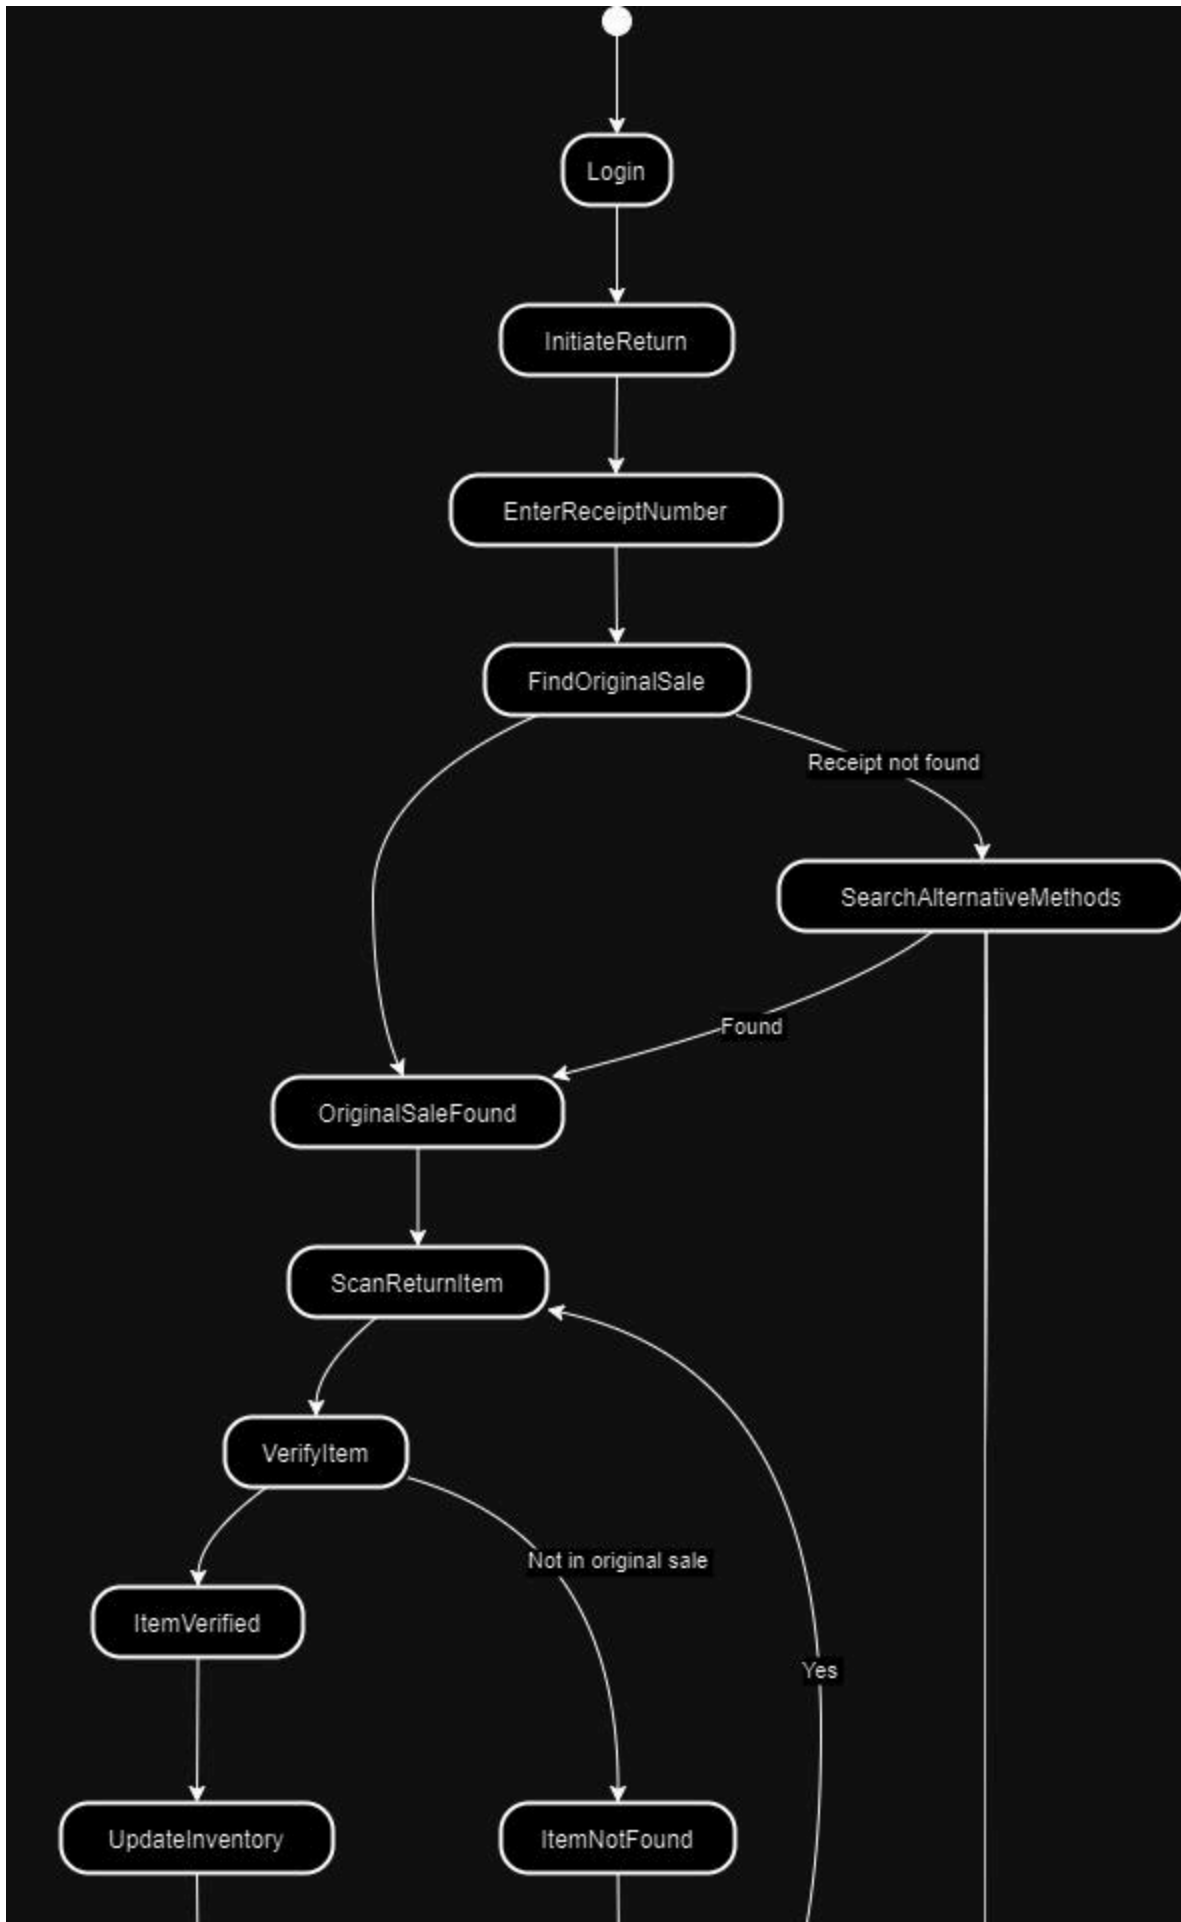 Login
InitiateReturn
EnterReceiptNumber
FindOriginalSale
Receipt not found
SearchAlternativeMethods
Found
OriginalSaleFound
ScanReturnItem
VerifyItem
Not in original sale
ItemVerified
Yes
UpdateInventory
ItemNotFound